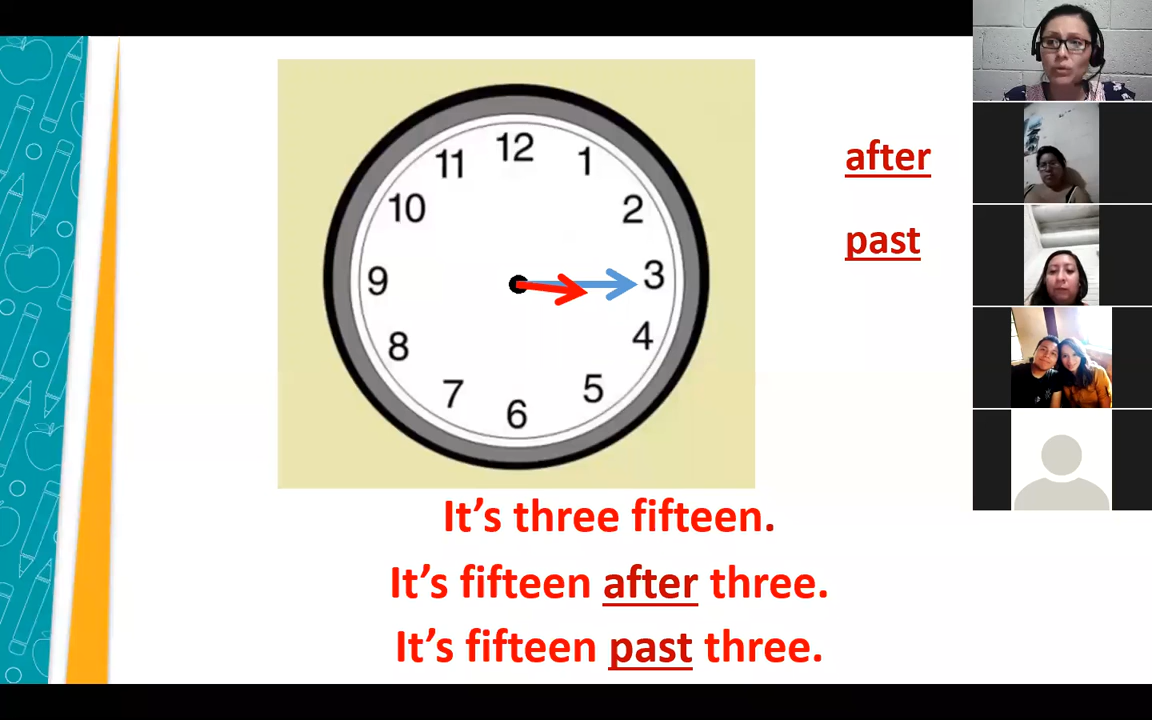 12
11
1
10
2
9
3
8
4
7
5
6
after
past
It's three fifteen.
It's fifteen after three.
It's fifteen past three.